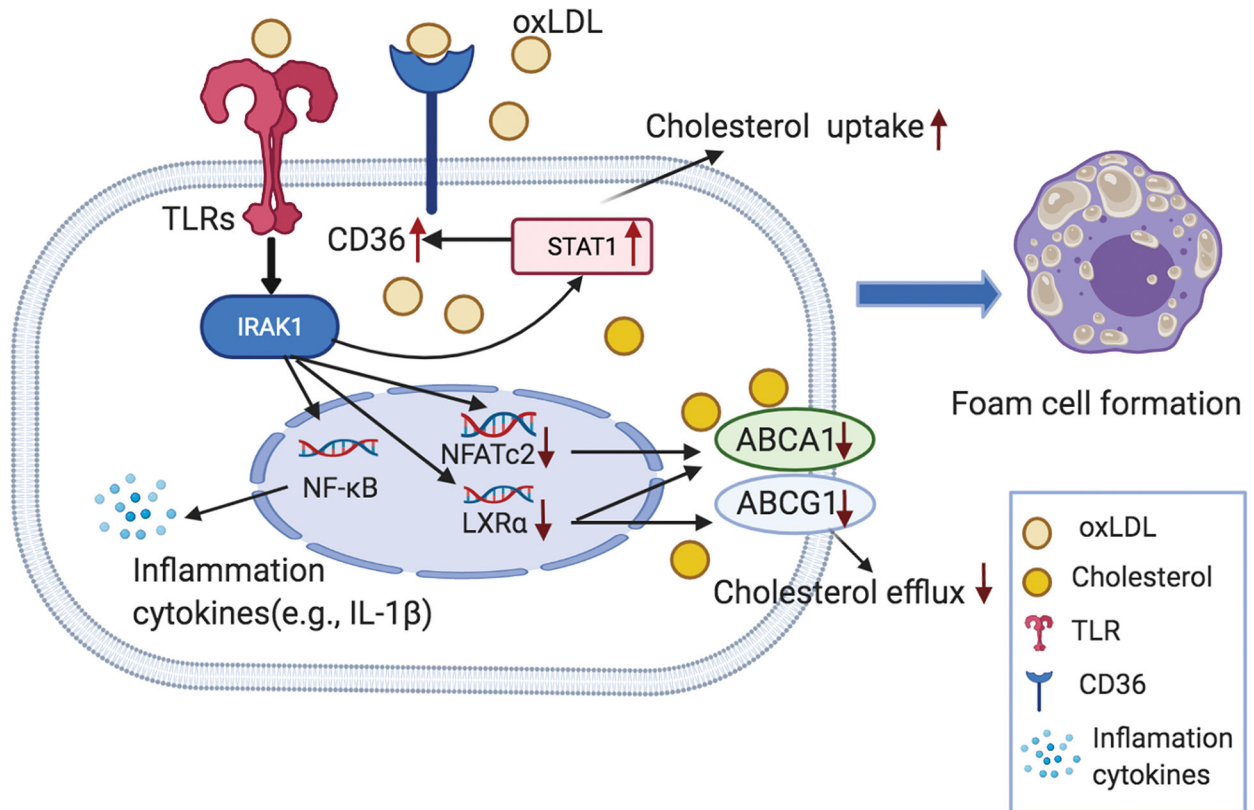 oxLDL
Cholesterol uptake
TLRs
CD36
STAT1
IRAK1
Foam cell formation
NFATc2
ABCA1
NF-κB
LXRα
ABCG1
Inflammation
cytokines(e.g., IL-1β)
Cholesterol efflux
oxLDL
Cholesterol
TLR
CD36
Inflamation
cytokines